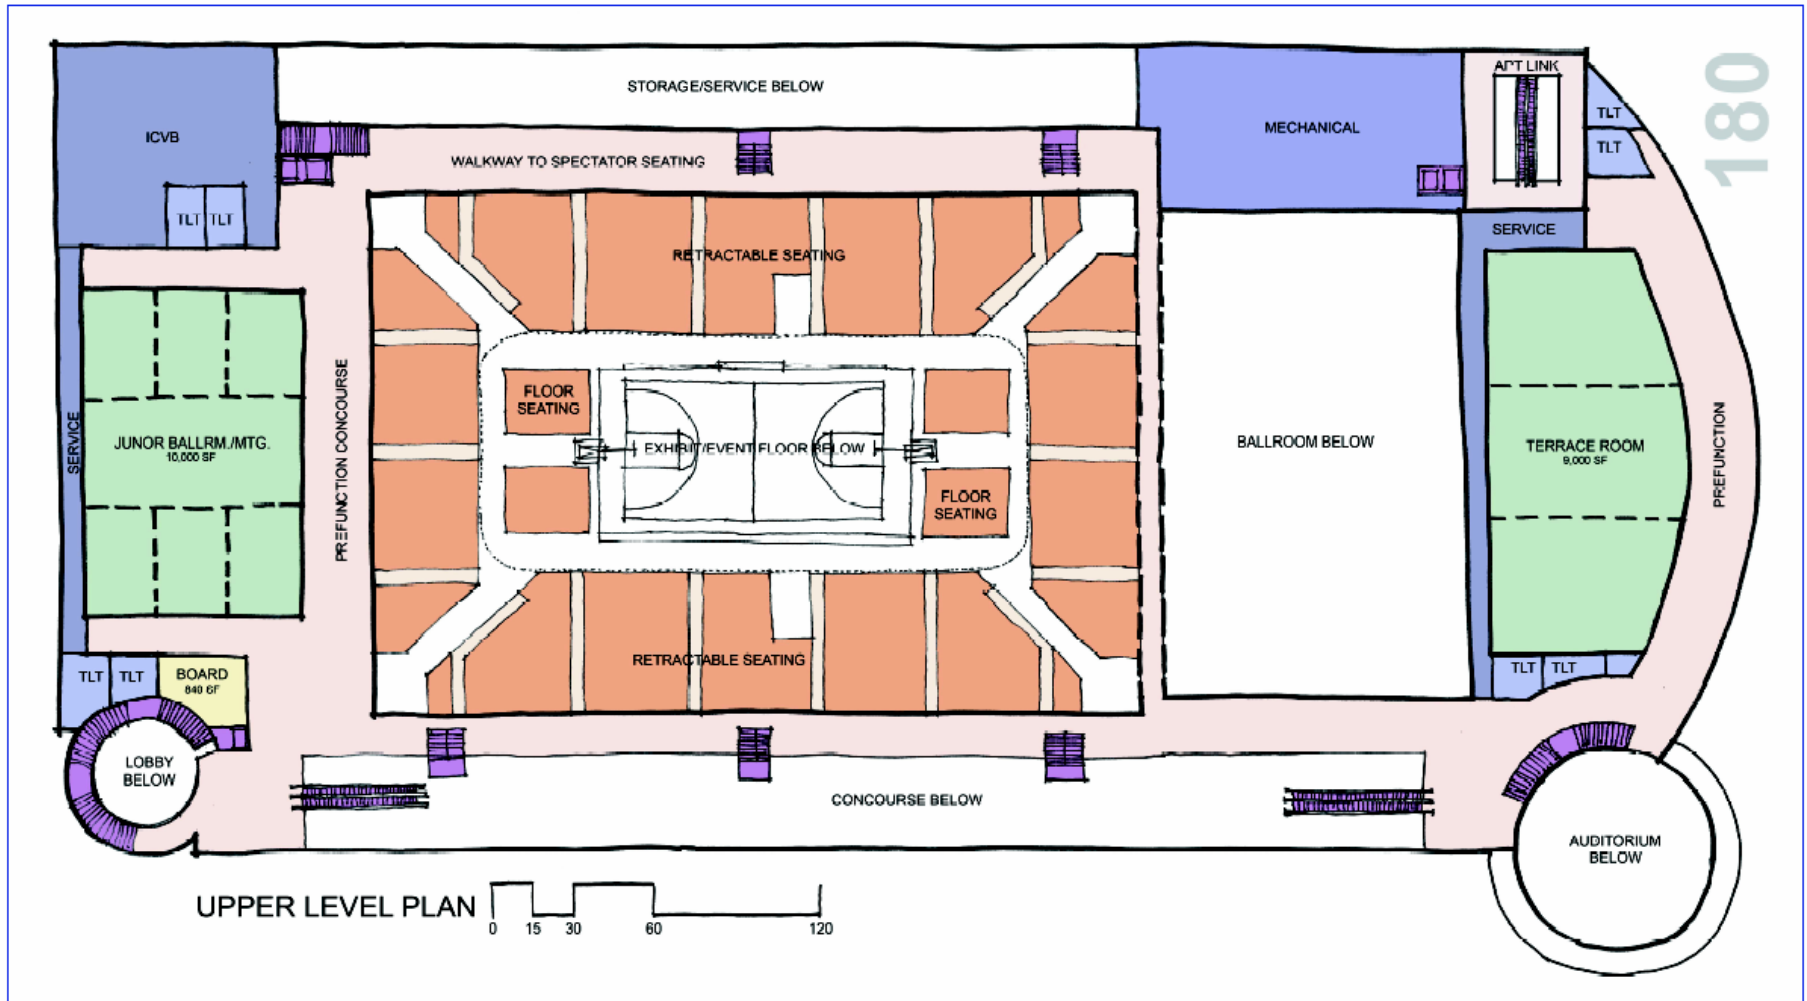 STORAGE/SERVICE BELOW
APT LINK
180
TLT
TLT
ICVB
MECHANICAL
WALKWAY TO SPECTATOR SEATING
TLT TLT
SERVICE
RETRACTABLE SEATING
PREFUNCTION CONCOURSE
FLOOR
SEATING
SERVICE
JUNOR BALLRM./MTG.
10,000 SF
EXHIBIT/EVENT FLOOR BELOW
BALLROOM BELOW
TERRACE ROOM
9,000 SF
PREFUNCTION
FLOOR
SEATING
RETRACTABLE SEATING
TLT TLT
BOARD
840 SF
TLT TLT
LOBBY
BELOW
CONCOURSE BELOW
AUDITORIUM
BELOW
UPPER LEVEL PLAN
0 15 30 60 120